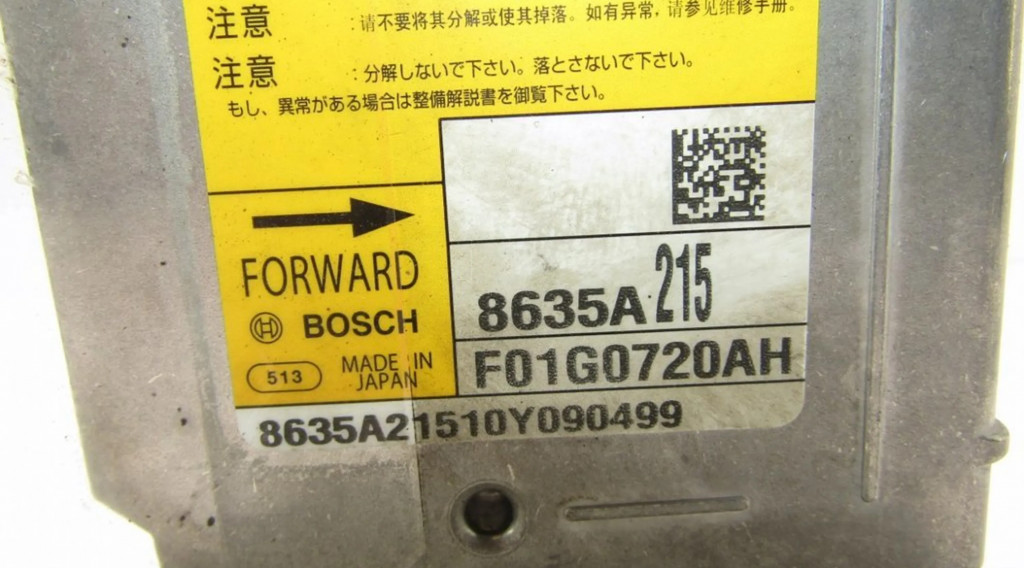 注意 :请不要将其分解或使其掉落。如有异常,请参见维修手册。
注意 :分解しないで下さい。落とさないで下さい。
もし、異常がある場合は整備解説書を御覧下さい。
FORWARD
BOSCH
513 MADE IN JAPAN
8635A215
F01G0720AH
8635A21510Y090499